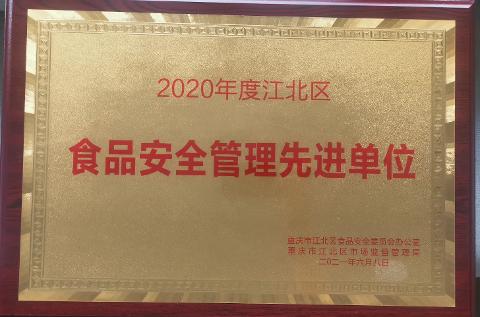 2020年度江北区
食品安全管理先进单位
重庆市江北区食品安全委员会办公室
重庆市江北区市场监督管理局
二〇二一年六月八日